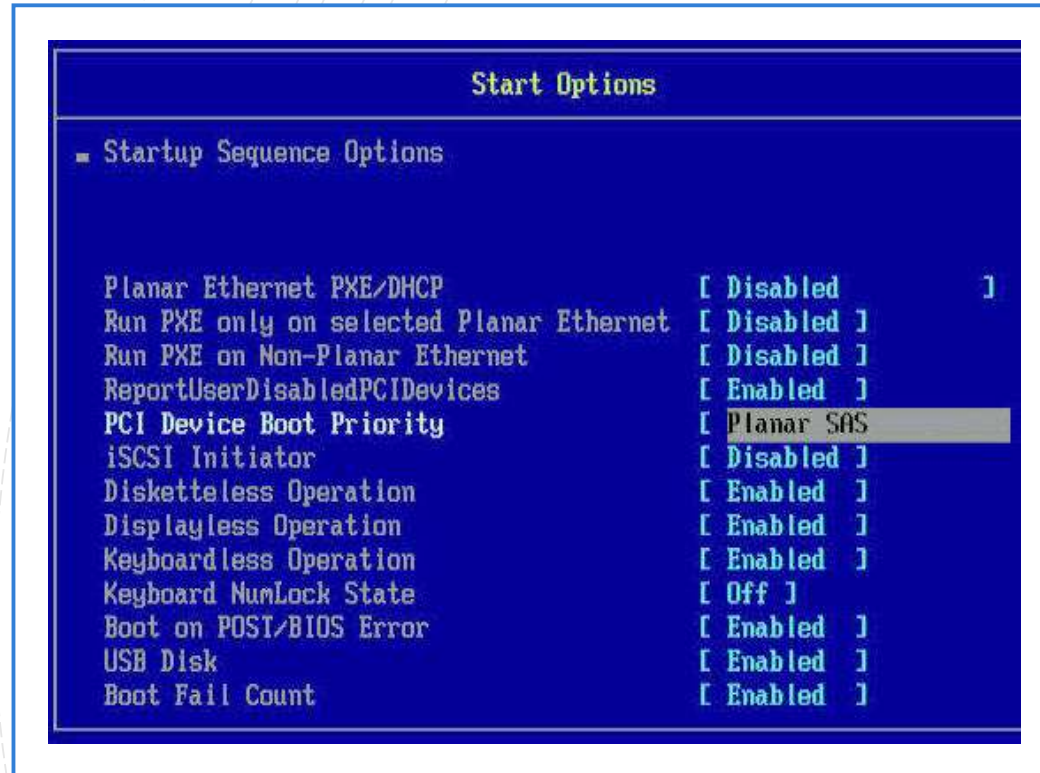 Start Options
Startup Sequence Options
Planar Ethernet PXE/DHCP [ Disabled ]
Run PXE only on selected Planar Ethernet [ Disabled ]
Run PXE on Non-Planar Ethernet [ Disabled ]
ReportUserDisabledPCIDevices [ Enabled ]
PCI Device Boot Priority [ Planar SAS
iSCSI Initiator [ Disabled ]
Disketteless Operation [ Enabled ]
Displayless Operation [ Enabled ]
Keyboardless Operation [ Enabled ]
Keyboard NumLock State [ Off ]
Boot on POST/BIOS Error [ Enabled ]
USB Disk [ Enabled ]
Boot Fail Count [ Enabled ]